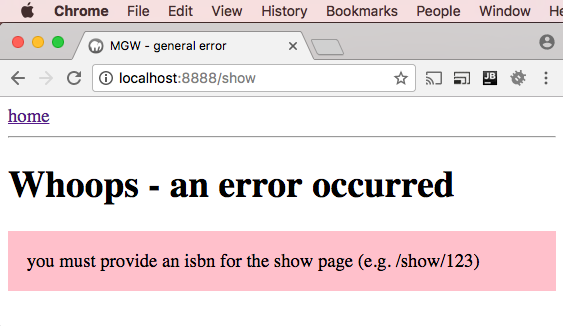 Chrome File Edit View History Bookmarks People Window He
MGW - general error
localhost:8888/show
JB
home
Whoops - an error occurred
you must provide an isbn for the show page (e.g. /show/123)